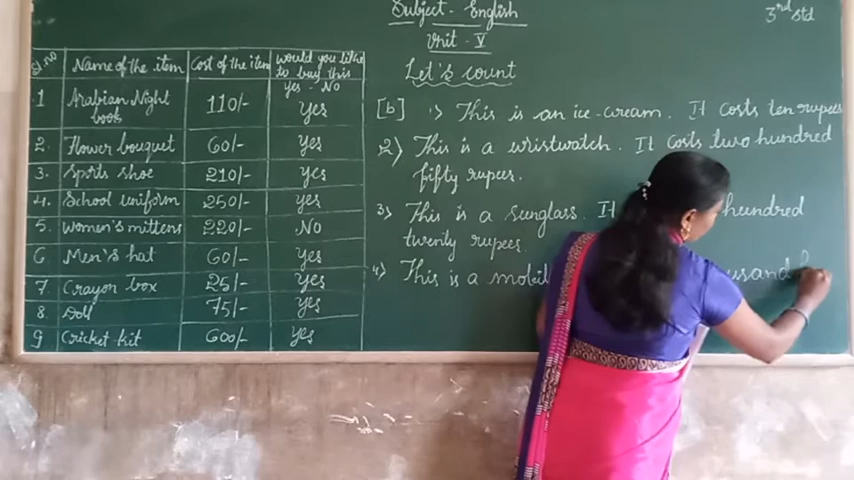 Subject - English
3rd std
Unit - V
Let's count
Sl.no Name of the item Cost of the item would you like to buy this Yes - No
1 Arabian Night book 110/- Yes
2. Flower bouquet 60/- Yes
3. Sports shoe 210/- Yes
4. School uniform 250/- Yes
5. Women's mittens 220/- No
6 Men's hat 60/- Yes
7 Crayon box 25/- Yes
8 Doll 75/- Yes
9 Cricket kit 600/- Yes
[b] 1) This is an ice-cream. It costs ten rupees
2) This is a wristwatch. It costs two hundred
fifty rupees.
3) This is a sunglass. It hundred
twenty rupees.
4) This is a mobil